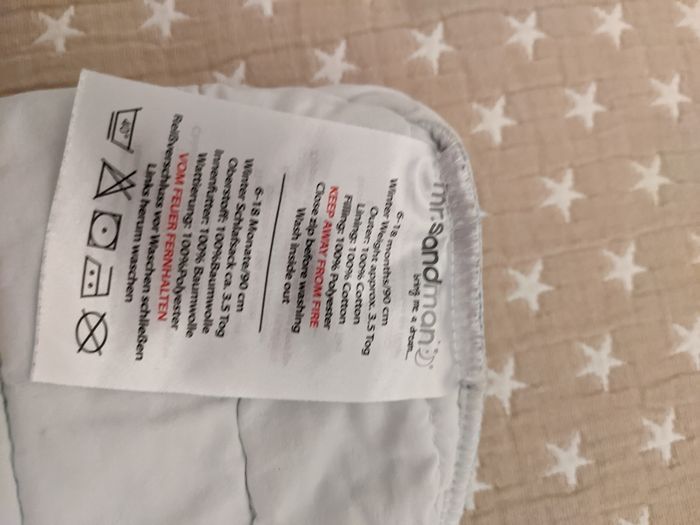 mr.sandman
bring me a dream...
6-18 months/90 cm
Winter Weight approx. 3.5 Tog
Outer: 100% Cotton
Lining: 100% Cotton
Filling: 100% Polyester
KEEP AWAY FROM FIRE
Close zip before washing
Wash inside out
6-18 Monate/90 cm
Winter Schlafsack ca. 3.5 Tog
Oberstoff: 100%Baumwolle
Innenfutter: 100% Baumwolle
Wattierung: 100%Polyester
VOM FEUER FERNHALTEN
Reißverschluss vor Waschen schließen
Links herum waschen
40°